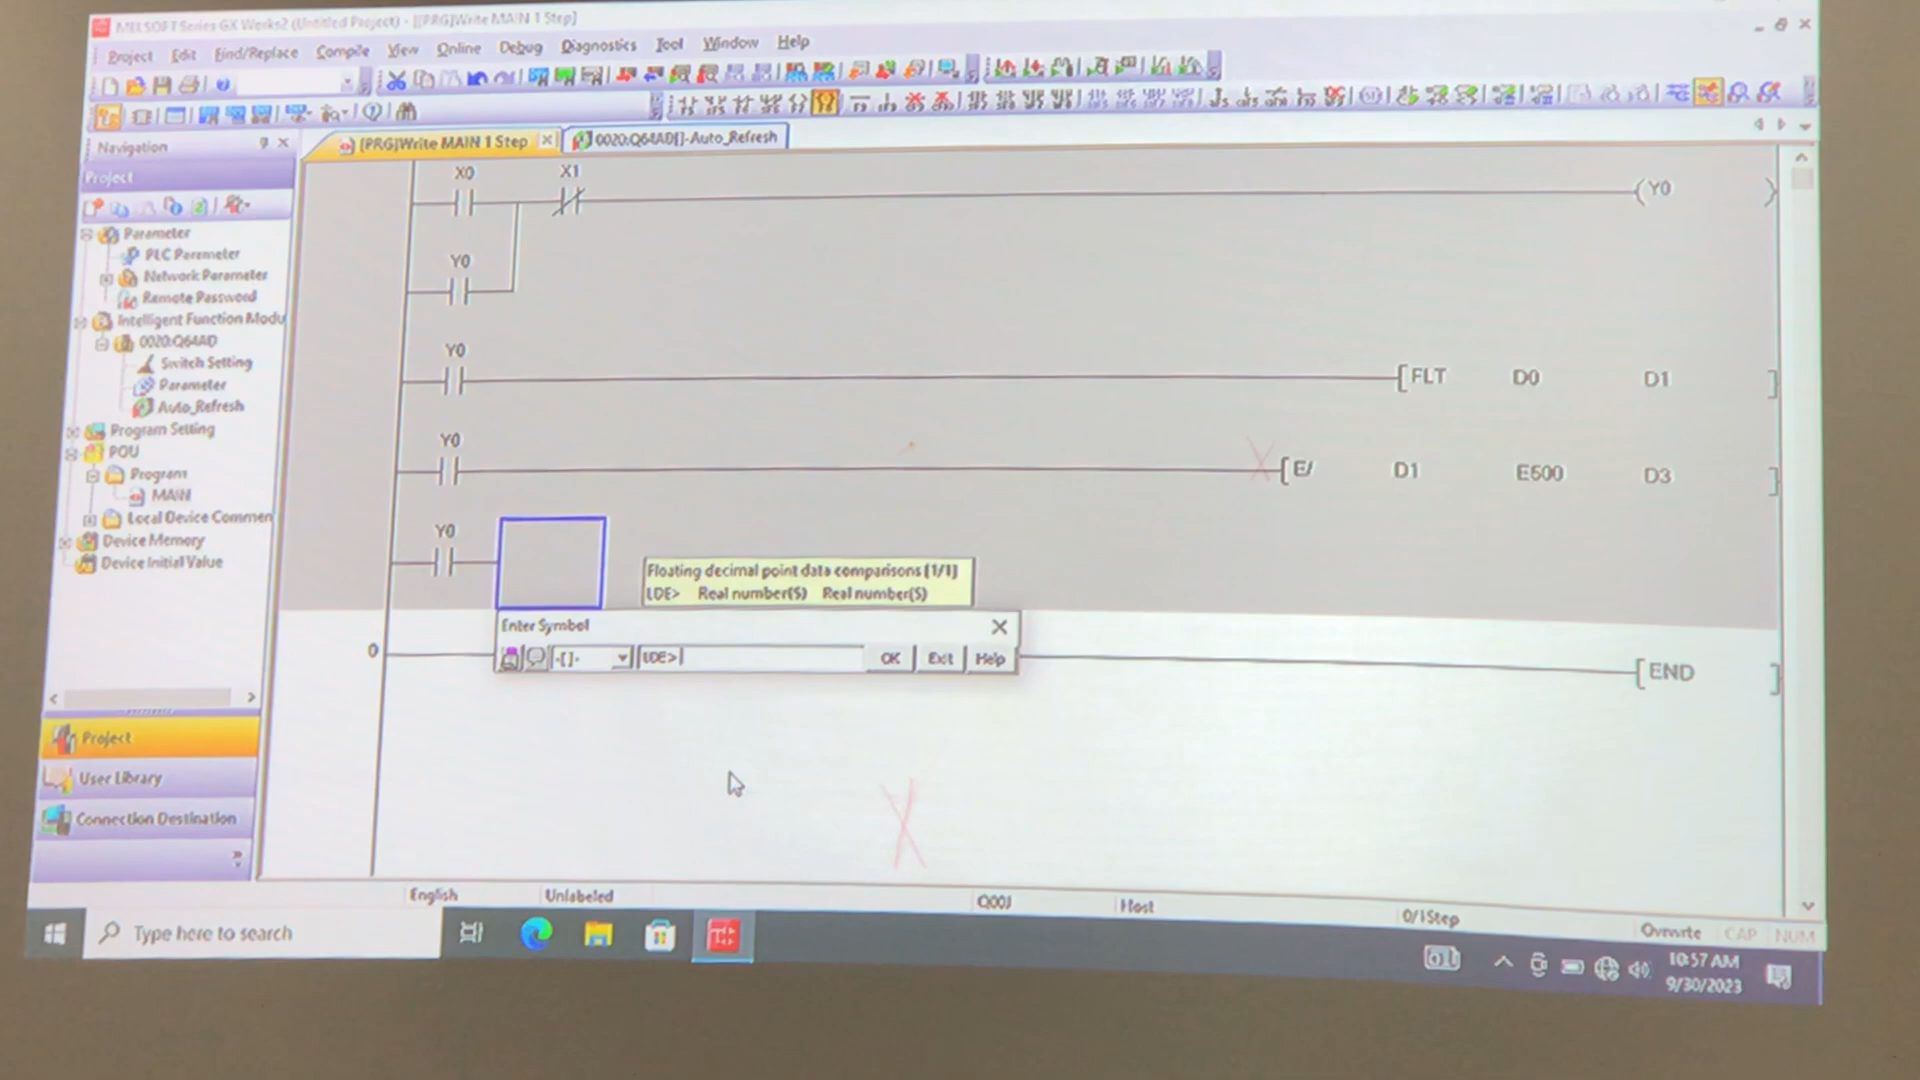 MELSOFT Series GX Works2 (Untitled Project) - [[PRG]Write MAIN 1 Step]
Project Edit Find/Replace Compile View Online Debug Diagnostics Tool Window Help
Navigation
[PRG]Write MAIN 1 Step
0020:Q64AD[]-Auto_Refresh
Project
Parameter
PLC Parameter
Network Parameter
Remote Password
Intelligent Function Modu
0020:Q64AD
Switch Setting
Parameter
Auto_Refresh
Program Setting
POU
Program
MAIN
Local Device Commen
Device Memory
Device Initial Value
Project
User Library
Connection Destination
X0 X1
Y0
Y0
Y0
FLT D0 D1
Y0
E/ D1 E500 D3
Y0
Floating decimal point data comparisons (1/1)
LDE> Real number(S) Real number(S)
Enter Symbol
-[ ]- LDE> OK Exit Help
0
END
English Unlabeled Q00J Host 0/1Step Ovrwrte CAP NUM
Type here to search
10:57 AM
9/30/2023